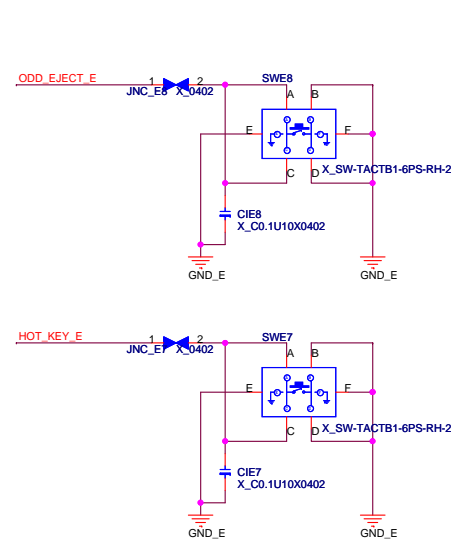 ODD_EJECT_E
1
2
JNC_E8
X_0402
SWE8
A
B
E
F
C
D
X_SW-TACTB1-6PS-RH-2
CIE8
X_C0.1U10X0402
GND_E
GND_E
HOT_KEY_E
1
2
JNC_E7
X_0402
SWE7
A
B
E
F
C
D
X_SW-TACTB1-6PS-RH-2
CIE7
X_C0.1U10X0402
GND_E
GND_E